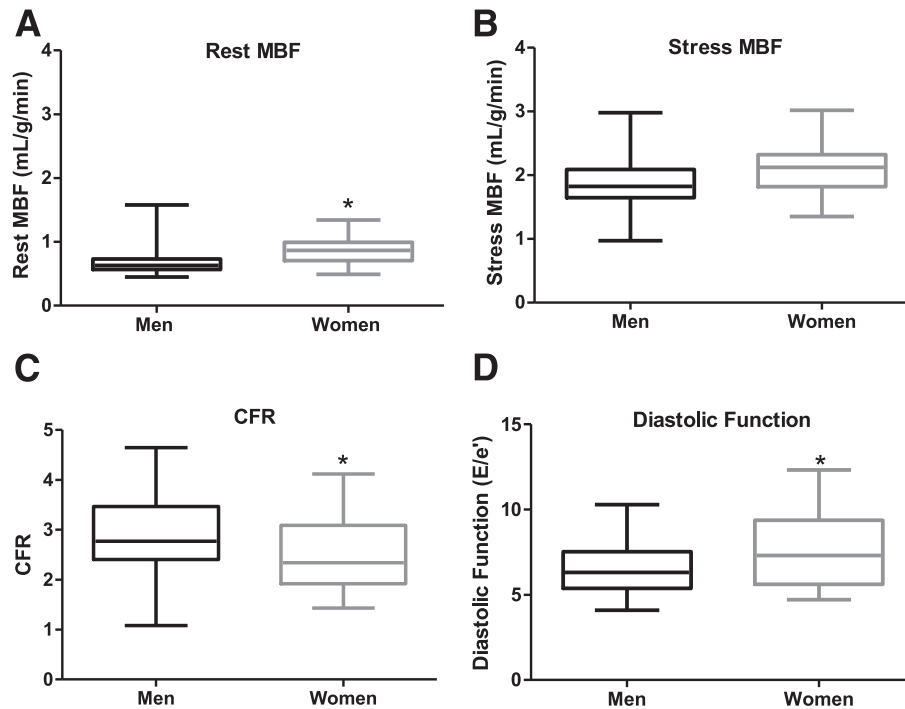 A
Rest MBF
Rest MBF (mL/g/min)
4
3
2
1
0
*
Men
Women
B
Stress MBF
Stress MBF (mL/g/min)
4
3
2
1
0
Men
Women
C
CFR
CFR
5
4
3
2
1
0
*
Men
Women
D
Diastolic Function
Diastolic Function (E/e')
15
10
5
0
*
Men
Women